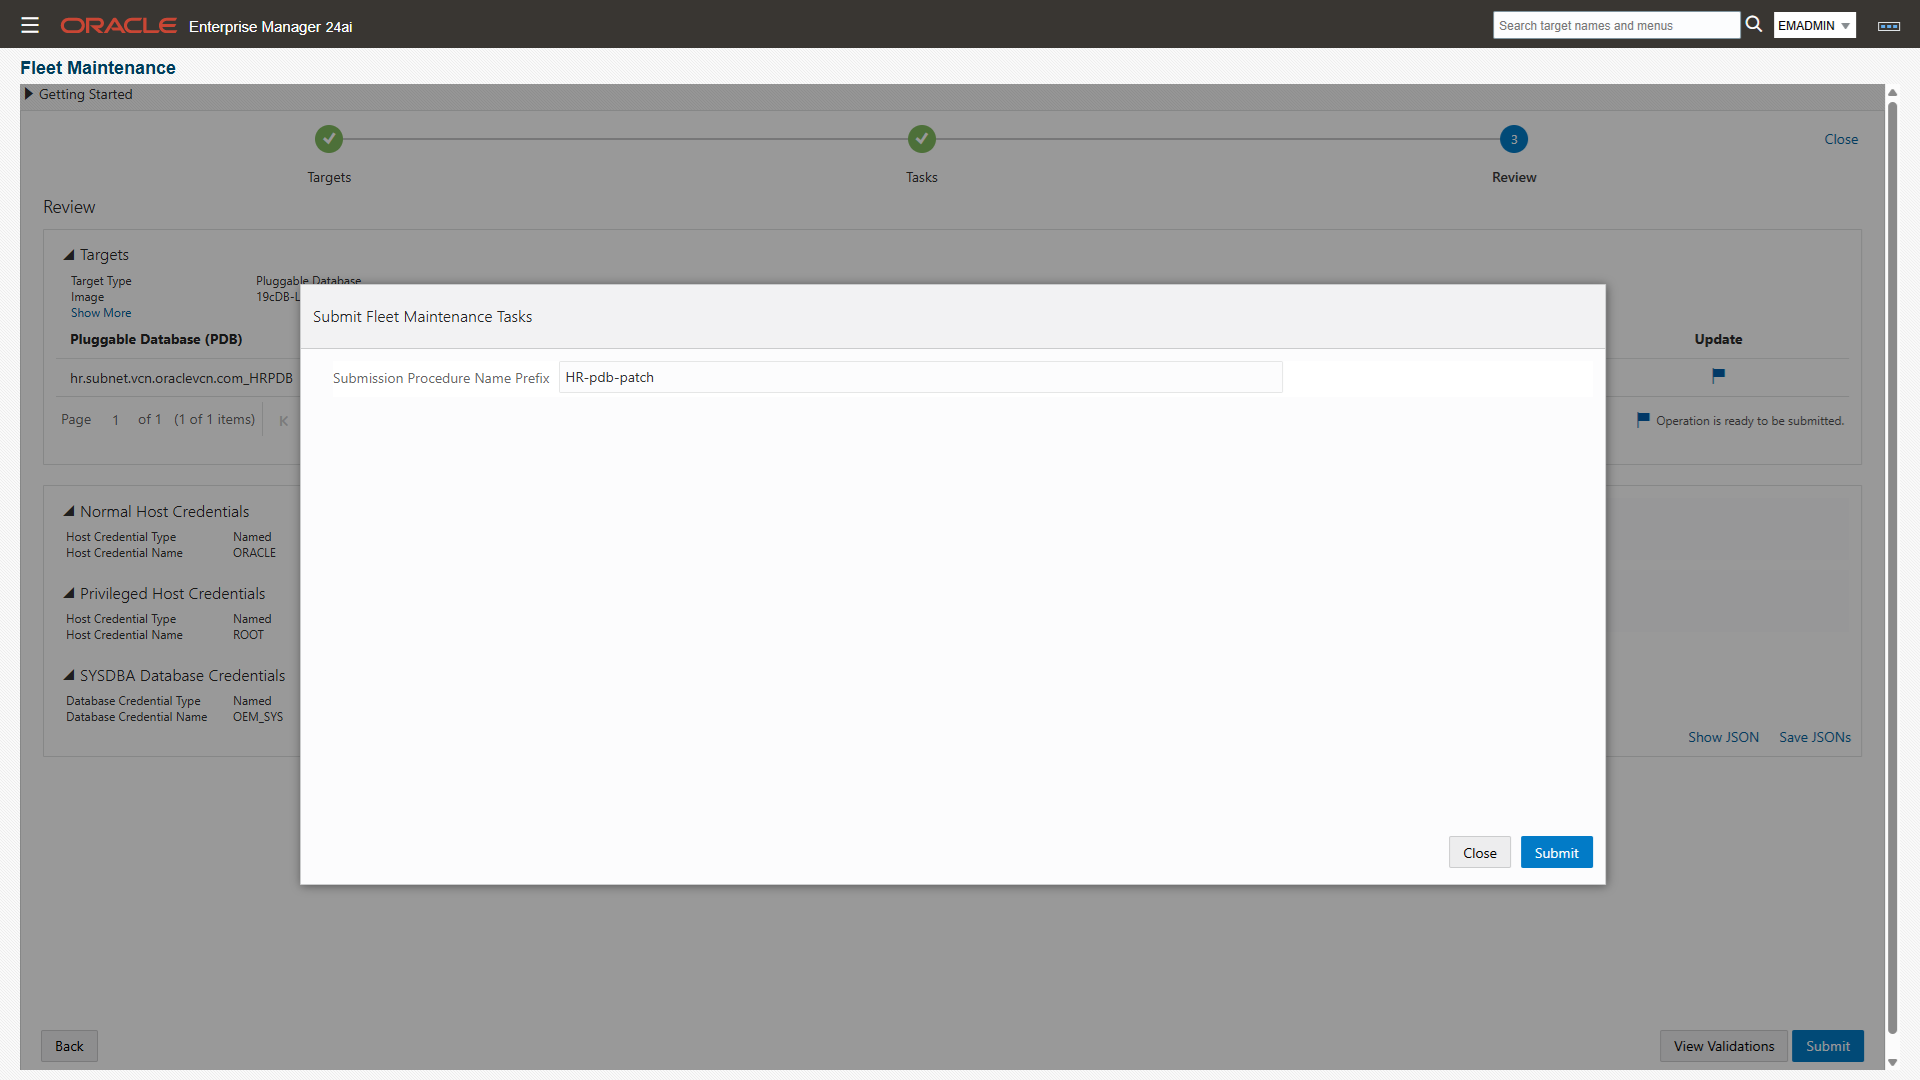 ORACLE Enterprise Manager 24ai
Search target names and menus
EMADMIN
Fleet Maintenance
Getting Started
3
Close
Targets
Tasks
Review
Review
Targets
Target Type Pluggable Database
Image 19cDB-L
Show More
Pluggable Database (PDB) Update
hr.subnet.vcn.oraclevcn.com_HRPDB
Page 1 of 1 (1 of 1 items)
Operation is ready to be submitted.
Submit Fleet Maintenance Tasks
Submission Procedure Name Prefix HR-pdb-patch
Normal Host Credentials
Host Credential Type Named
Host Credential Name ORACLE
Privileged Host Credentials
Host Credential Type Named
Host Credential Name ROOT
SYSDBA Database Credentials
Database Credential Type Named
Database Credential Name OEM_SYS
Show JSON Save JSONs
Close Submit
Back View Validations Submit